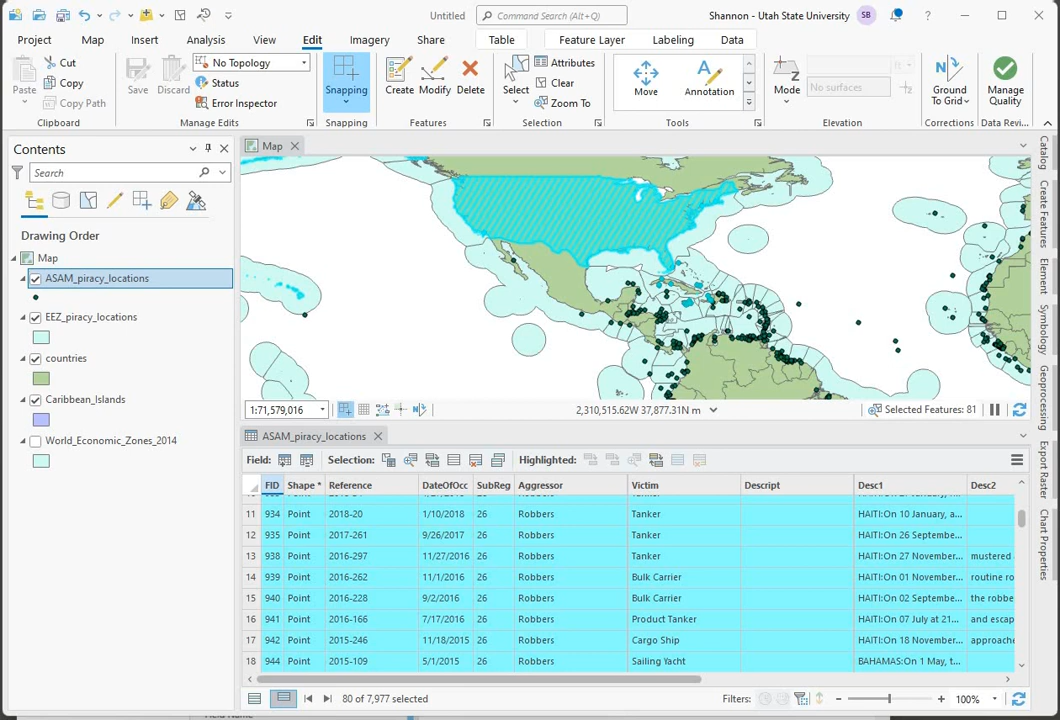 Untitled
Command Search (Alt+Q)
Shannon - Utah State University
SB
Project Map Insert Analysis View Edit Imagery Share Table Feature Layer Labeling Data
Paste
Cut
Copy
Copy Path
Clipboard
Save
Discard
No Topology
Status
Error Inspector
Manage Edits
Snapping
Snapping
Create
Modify
Delete
Features
Select
Attributes
Clear
Zoom To
Selection
Move
Annotation
Tools
Mode
ft
No surfaces
Elevation
Ground To Grid
Corrections
Manage Quality
Data Revi...
Contents
Search
Drawing Order
Map
ASAM_piracy_locations
EEZ_piracy_locations
countries
Caribbean_Islands
World_Economic_Zones_2014
Map
1:71,579,016
2,310,515.62W 37,877.31N m
Selected Features: 81
ASAM_piracy_locations
Field: Selection: Highlighted:
FID Shape * Reference DateOfOcc SubReg Aggressor Victim Descript Desc1 Desc2
11 934 Point 2018-20 1/10/2018 26 Robbers Tanker HAITI:On 10 January, a...
12 935 Point 2017-261 9/26/2017 26 Robbers Tanker HAITI:On 26 Septembe...
13 938 Point 2016-297 11/27/2016 26 Robbers Tanker HAITI:On 27 November... mustered
14 939 Point 2016-262 11/1/2016 26 Robbers Bulk Carrier HAITI:On 01 November... routine ro
15 940 Point 2016-228 9/2/2016 26 Robbers Bulk Carrier HAITI:On 02 Septembe... the robbe
16 941 Point 2016-166 7/17/2016 26 Robbers Product Tanker HAITI:On 07 July at 21... and escap
17 942 Point 2015-246 11/18/2015 26 Robbers Cargo Ship HAITI:On 18 November... approache
18 944 Point 2015-109 5/1/2015 26 Robbers Sailing Yacht BAHAMAS:On 1 May, t...
80 of 7,977 selected
Filters:
100%
Catalog
Create Features
Element
Symbology
Geoprocessing
Export Raster
Chart Properties